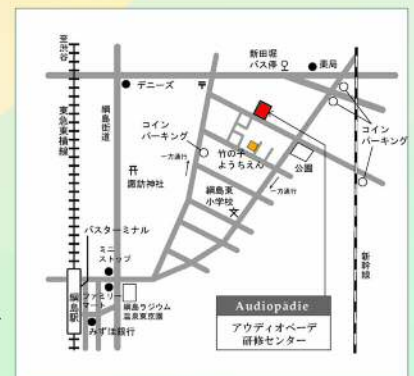 至渋谷
東急東横線
綱島街道
デニーズ
〒
新田堀
バス停
薬局
コイン
パーキング
コイン
パーキング
竹の子
ようちえん
公園
一方通行
一方通行
諏訪神社
綱島東
小学校
文
バスターミナル
ミニ
ストップ
ファミリー
マート
綱島駅
みずほ銀行
綱島ラジウム
温泉東京園
新幹線
Audiopädie
アウディオペーデ
研修センター